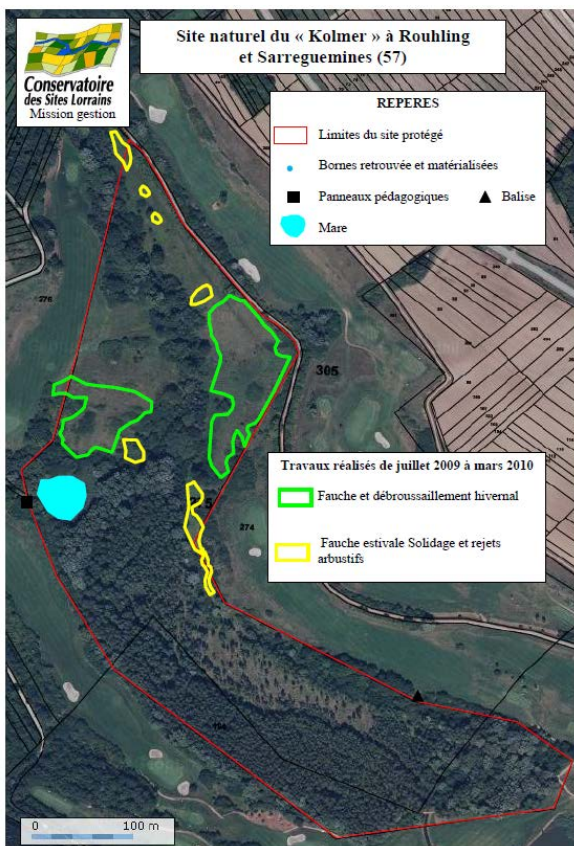 Conservatoire
des Sites Lorrains
Mission gestion
Site naturel du « Kolmer » à Rouhling
et Sarreguemines (57)
REPERES
Limites du site protégé
Bornes retrouvée et matérialisées
Panneaux pédagogiques
Balise
Mare
276
305
274
194
Travaux réalisés de juillet 2009 à mars 2010
Fauche et débroussaillement hivernal
Fauche estivale Solidage et rejets
arbustifs
0
100 m